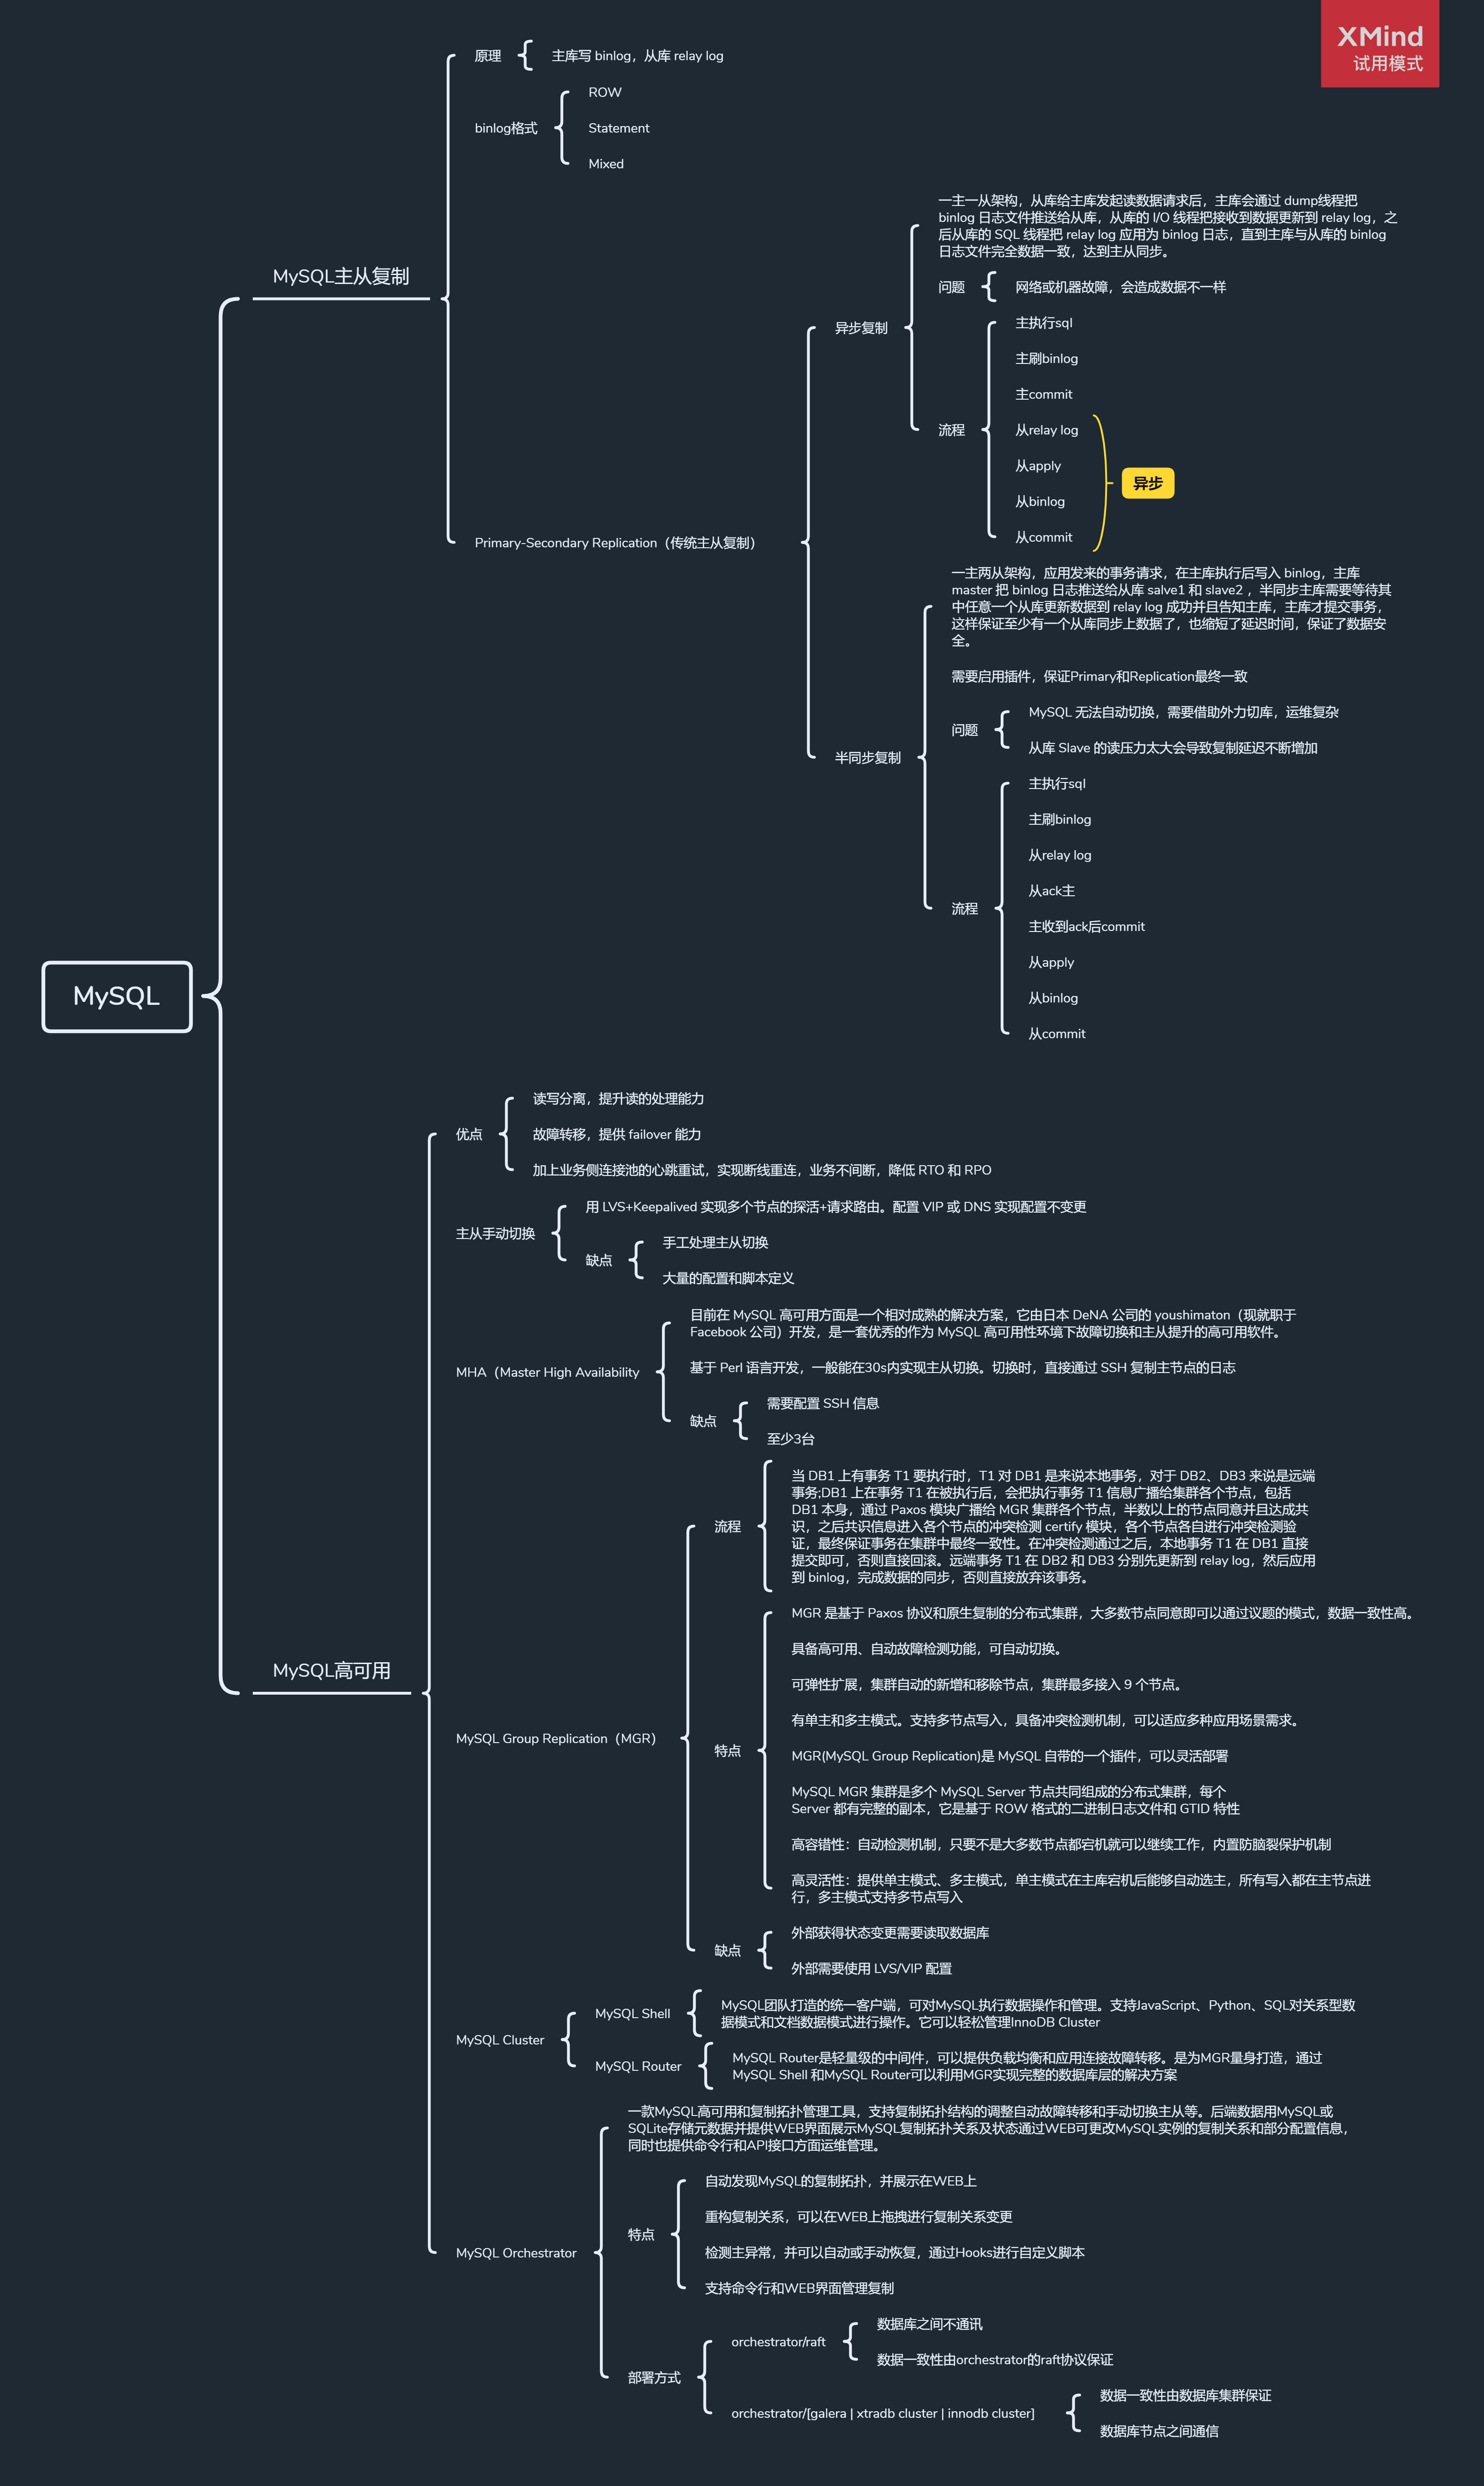 XMind
试用模式
MySQL
MySQL主从复制
原理
主库写 binlog，从库 relay log
binlog格式
ROW
Statement
Mixed
Primary-Secondary Replication（传统主从复制）
异步复制
一主一从架构，从库给主库发起读数据请求后，主库会通过 dump线程把
binlog 日志文件推送给从库，从库的 I/O 线程把接收到数据更新到 relay log，之
后从库的 SQL 线程把 relay log 应用为 binlog 日志，直到主库与从库的 binlog
日志文件完全数据一致，达到主从同步。
问题
网络或机器故障，会造成数据不一样
流程
主执行sql
主刷binlog
主commit
从relay log
从apply
从binlog
从commit
异步
半同步复制
一主两从架构，应用发来的事务请求，在主库执行后写入 binlog，主库
master 把 binlog 日志推送给从库 salve1 和 slave2 ，半同步主库需要等待其
中任意一个从库更新数据到 relay log 成功并且告知主库，主库才提交事务，
这样保证至少有一个从库同步上数据了，也缩短了延迟时间，保证了数据安
全。
需要启用插件，保证Primary和Replication最终一致
问题
MySQL 无法自动切换，需要借助外力切库，运维复杂
从库 Slave 的读压力太大会导致复制延迟不断增加
流程
主执行sql
主刷binlog
从relay log
从ack主
主收到ack后commit
从apply
从binlog
从commit
MySQL高可用
优点
读写分离，提升读的处理能力
故障转移，提供 failover 能力
加上业务侧连接池的心跳重试，实现断线重连，业务不间断，降低 RTO 和 RPO
主从手动切换
用 LVS+Keepalived 实现多个节点的探活+请求路由。配置 VIP 或 DNS 实现配置不变更
缺点
手工处理主从切换
大量的配置和脚本定义
MHA（Master High Availability
目前在 MySQL 高可用方面是一个相对成熟的解决方案，它由日本 DeNA 公司的 youshimaton（现就职于
Facebook 公司）开发，是一套优秀的作为 MySQL 高可用性环境下故障切换和主从提升的高可用软件。
基于 Perl 语言开发，一般能在30s内实现主从切换。切换时，直接通过 SSH 复制主节点的日志
缺点
需要配置 SSH 信息
至少3台
MySQL Group Replication（MGR）
流程
当 DB1 上有事务 T1 要执行时，T1 对 DB1 是来说本地事务，对于 DB2、DB3 来说是远端
事务;DB1 上在事务 T1 在被执行后，会把执行事务 T1 信息广播给集群各个节点，包括
DB1 本身，通过 Paxos 模块广播给 MGR 集群各个节点，半数以上的节点同意并且达成共
识，之后共识信息进入各个节点的冲突检测 certify 模块，各个节点各自进行冲突检测验
证，最终保证事务在集群中最终一致性。在冲突检测通过之后，本地事务 T1 在 DB1 直接
提交即可，否则直接回滚。远端事务 T1 在 DB2 和 DB3 分别先更新到 relay log，然后应用
到 binlog，完成数据的同步，否则直接放弃该事务。
特点
MGR 是基于 Paxos 协议和原生复制的分布式集群，大多数节点同意即可以通过议题的模式，数据一致性高。
具备高可用、自动故障检测功能，可自动切换。
可弹性扩展，集群自动的新增和移除节点，集群最多接入 9 个节点。
有单主和多主模式。支持多节点写入，具备冲突检测机制，可以适应多种应用场景需求。
MGR(MySQL Group Replication)是 MySQL 自带的一个插件，可以灵活部署
MySQL MGR 集群是多个 MySQL Server 节点共同组成的分布式集群，每个
Server 都有完整的副本，它是基于 ROW 格式的二进制日志文件和 GTID 特性
高容错性：自动检测机制，只要不是大多数节点都宕机就可以继续工作，内置防脑裂保护机制
高灵活性：提供单主模式、多主模式，单主模式在主库宕机后能够自动选主，所有写入都在主节点进
行，多主模式支持多节点写入
缺点
外部获得状态变更需要读取数据库
外部需要使用 LVS/VIP 配置
MySQL Cluster
MySQL Shell
MySQL团队打造的统一客户端，可对MySQL执行数据操作和管理。支持JavaScript、Python、SQL对关系型数
据模式和文档数据模式进行操作。它可以轻松管理InnoDB Cluster
MySQL Router
MySQL Router是轻量级的中间件，可以提供负载均衡和应用连接故障转移。是为MGR量身打造，通过
MySQL Shell 和MySQL Router可以利用MGR实现完整的数据库层的解决方案
MySQL Orchestrator
一款MySQL高可用和复制拓扑管理工具，支持复制拓扑结构的调整自动故障转移和手动切换主从等。后端数据用MySQL或
SQLite存储元数据并提供WEB界面展示MySQL复制拓扑关系及状态通过WEB可更改MySQL实例的复制关系和部分配置信息，
同时也提供命令行和API接口方面运维管理。
特点
自动发现MySQL的复制拓扑，并展示在WEB上
重构复制关系，可以在WEB上拖拽进行复制关系变更
检测主异常，并可以自动或手动恢复，通过Hooks进行自定义脚本
支持命令行和WEB界面管理复制
部署方式
orchestrator/raft
数据库之间不通讯
数据一致性由orchestrator的raft协议保证
orchestrator/[galera | xtradb cluster | innodb cluster]
数据一致性由数据库集群保证
数据库节点之间通信